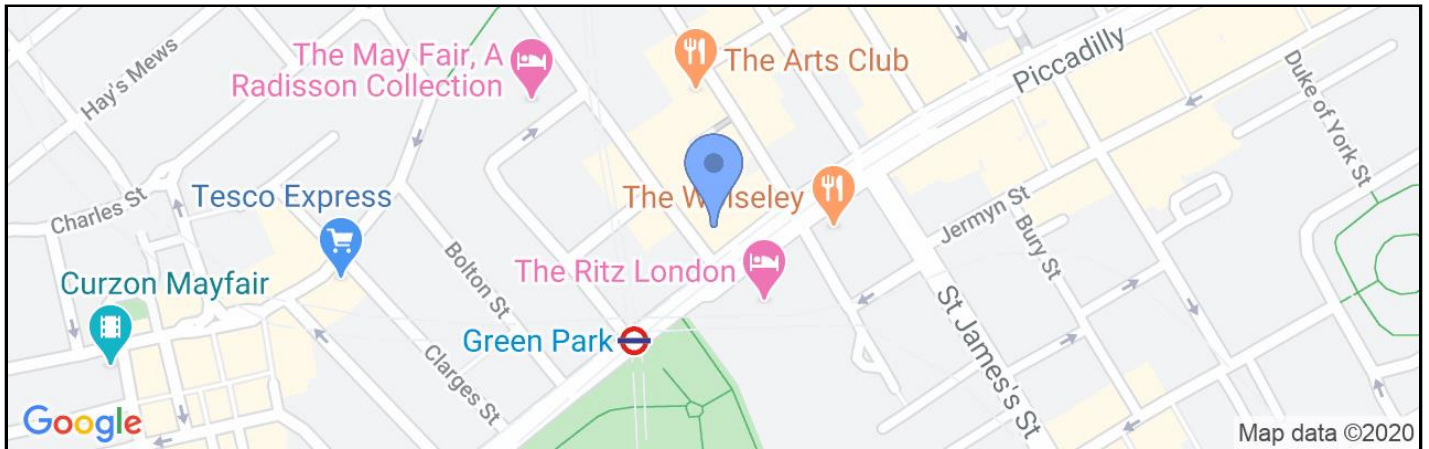 Hay's Mews
The May Fair, A
Radisson Collection
The Arts Club
Piccadilly
Duke of York St
Charles St
Tesco Express
Bolton St
The W
lseley
Jermyn St
Bury St
Curzon Mayfair
The Ritz London
St James's St
Green Park
Clarges St
Google
Map data ©2020